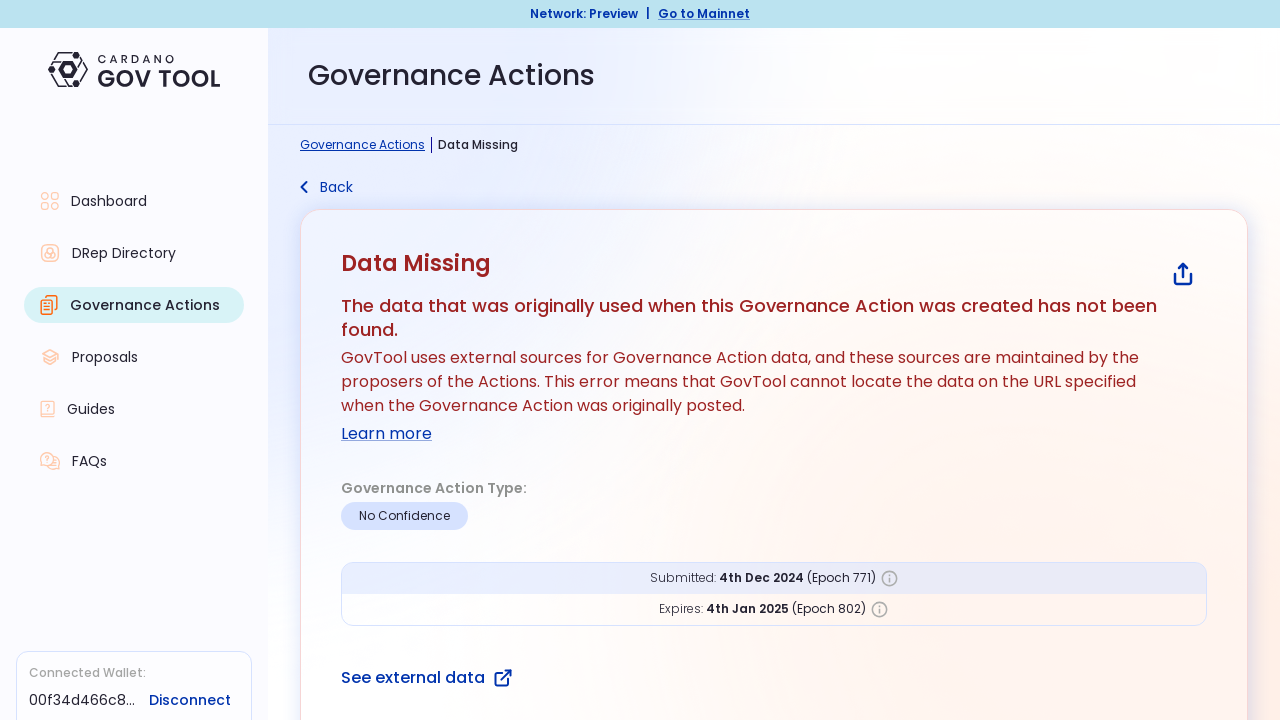 Network: Preview | Go to Mainnet
CARDANO
GOV TOOL
Governance Actions
Governance Actions | Data Missing
Back
Dashboard
DRep Directory
Governance Actions
Proposals
Guides
FAQs
Data Missing
The data that was originally used when this Governance Action was created has not been
found.
GovTool uses external sources for Governance Action data, and these sources are maintained by the
proposers of the Actions. This error means that GovTool cannot locate the data on the URL specified
when the Governance Action was originally posted.
Learn more
Governance Action Type:
No Confidence
Submitted: 4th Dec 2024 (Epoch 771)
Expires: 4th Jan 2025 (Epoch 802)
See external data
Connected Wallet:
00f34d466c8... Disconnect